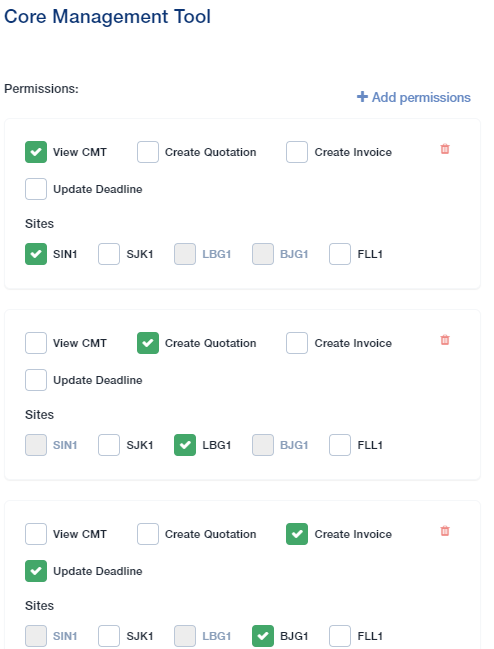 Core Management Tool
Permissions:
+ Add permissions
View CMT Create Quotation Create Invoice
Update Deadline
Sites
SIN1 SJK1 LBG1 BJG1 FLL1
View CMT Create Quotation Create Invoice
Update Deadline
Sites
SIN1 SJK1 LBG1 BJG1 FLL1
View CMT Create Quotation Create Invoice
Update Deadline
Sites
SIN1 SJK1 LBG1 BJG1 FLL1